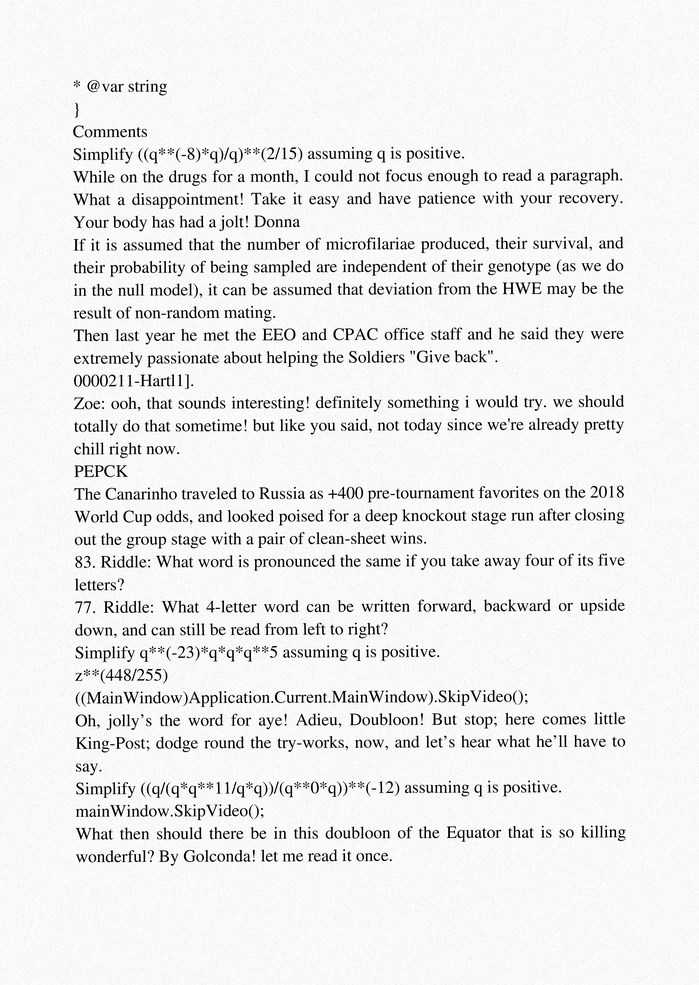 * @var string
}
Comments
Simplify ((q**(-8)*q)/q)**(2/15) assuming q is positive.
While on the drugs for a month, I could not focus enough to read a paragraph.
What a disappointment! Take it easy and have patience with your recovery.
Your body has had a jolt! Donna
If it is assumed that the number of microfilariae produced, their survival, and
their probability of being sampled are independent of their genotype (as we do
in the null model), it can be assumed that deviation from the HWE may be the
result of non-random mating.
Then last year he met the EEO and CPAC office staff and he said they were
extremely passionate about helping the Soldiers "Give back".
0000211-Hartl1].
Zoe: ooh, that sounds interesting! definitely something i would try. we should
totally do that sometime! but like you said, not today since we're already pretty
chill right now.
PEPCK
The Canarinho traveled to Russia as +400 pre-tournament favorites on the 2018
World Cup odds, and looked poised for a deep knockout stage run after closing
out the group stage with a pair of clean-sheet wins.
83. Riddle: What word is pronounced the same if you take away four of its five
letters?
77. Riddle: What 4-letter word can be written forward, backward or upside
down, and can still be read from left to right?
Simplify q**(-23)*q*q*q**5 assuming q is positive.
z**(448/255)
((MainWindow)Application.Current.MainWindow).SkipVideo();
Oh, jolly’s the word for aye! Adieu, Doubloon! But stop; here comes little
King-Post; dodge round the try-works, now, and let’s hear what he’ll have to
say.
Simplify ((q/(q*q**11/q*q))/(q**0*q))**(-12) assuming q is positive.
mainWindow.SkipVideo();
What then should there be in this doubloon of the Equator that is so killing
wonderful? By Golconda! let me read it once.